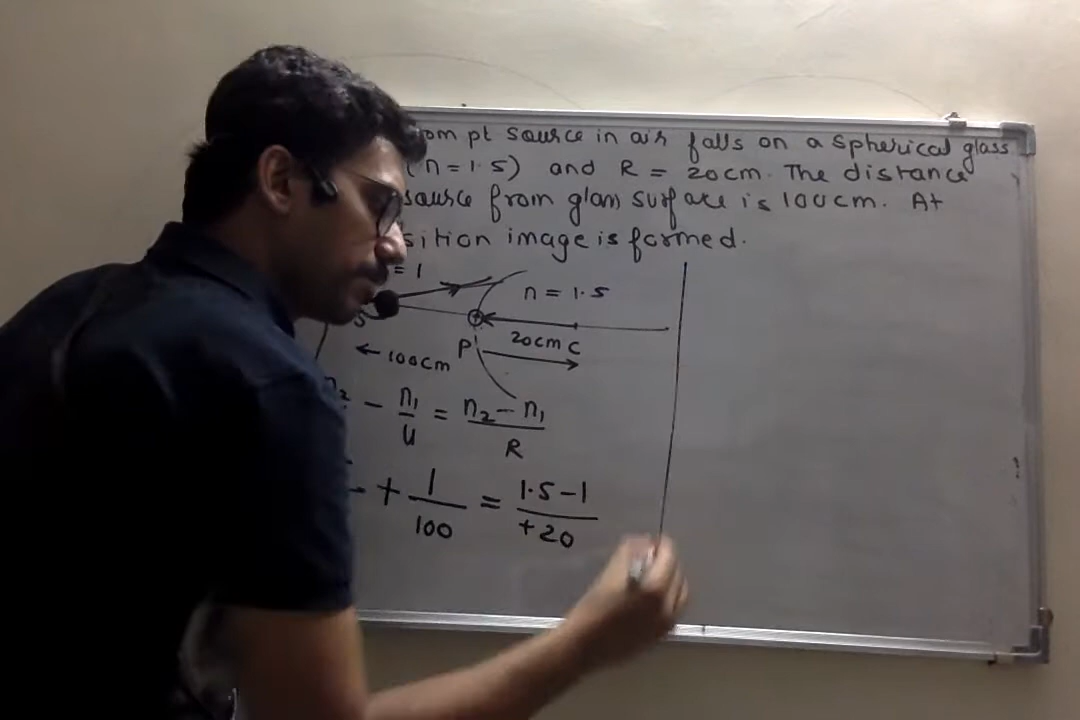 om pt source in air falls on a spherical glass
(n=1.5) and R = 20cm. The distance
source from glass surface is 100cm. At
sition image is formed.
= 1
n = 1.5
S
P
20cm C
← 100cm
n₂ - n₁/u = n₂ - n₁/R
+ 1/100 = 1.5 - 1/+20